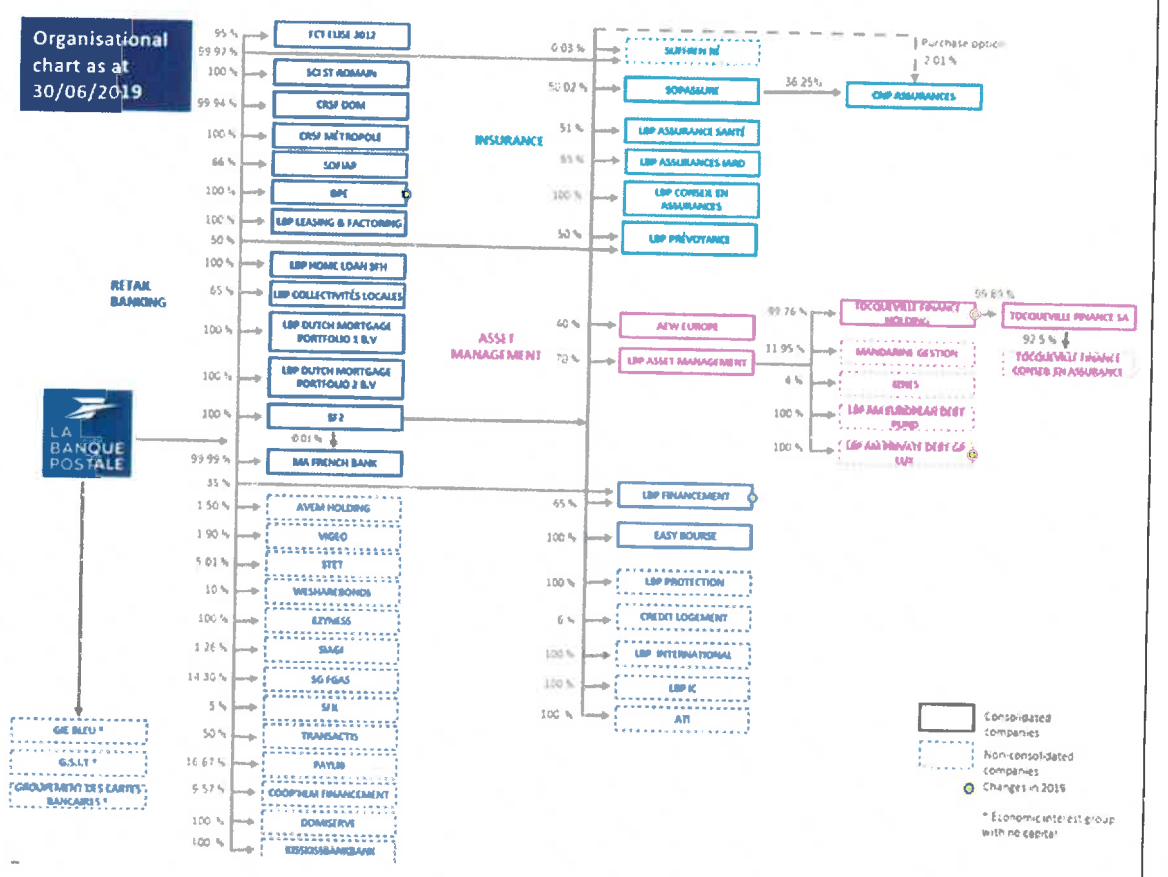 Organisational
chart as at
30/06/2019
RETAIL
BANKING
LA
BANQUE
POSTALE
GIE BLEU *
G.S.I.T *
GROUPEMENT DES CARTES
BANCAIRES *
95 %
FCT ELISE 2012
99.97 %
100 %
SCI ST ROMAIN
99.94 %
CRSF DOM
100 %
CRSF MÉTROPOLE
66 %
SOFIAP
100 %
BPE
100 %
LBP LEASING & FACTORING
50 %
100 %
LBP HOME LOAN SFH
65 %
LBP COLLECTIVITÉS LOCALES
100 %
LBP DUTCH MORTGAGE
PORTFOLIO 1 B.V
100 %
LBP DUTCH MORTGAGE
PORTFOLIO 2 B.V
100 %
SF 2
0.01 %
99.99 %
MA FRENCH BANK
35 %
1.50 %
AVEM HOLDING
1.90 %
VIGEO
5.01 %
STET
10 %
WESHAREBONDS
100 %
EZYNESS
1.26 %
SIAGI
14.30 %
SG FGAS
5 %
TRANSACTIS
50 %
16.67 %
PAYLIB
COOP'HLM FINANCEMENT
100 %
DOMISERVE
100 %
KISSKISSBANKBANK
INSURANCE
0.03 %
SUFFREN RÉ
Purchase option
2.01 %
50.02 %
SOPASSURE
36.25%
CNP ASSURANCES
51 %
LBP ASSURANCE SANTÉ
65 %
LBP ASSURANCES IARD
100 %
LBP CONSEIL EN
ASSURANCES
50 %
LBP PRÉVOYANCE
ASSET
MANAGEMENT
40 %
AEW EUROPE
70 %
LBP ASSET MANAGEMENT
99.76 %
TOCQUEVILLE FINANCE
HOLDING
TOCQUEVILLE FINANCE SA
92.5 %
TOCQUEVILLE FINANCE
CONSEIL EN ASSURANCE
11.95 %
MANDARINE GESTION
4 %
100 %
LBP AM EUROPEAN DEBT
FUND
100 %
LBP AM PRIVATE DEBT GP
LUX
LBP FINANCEMENT
65 %
100 %
EASY BOURSE
100 %
LBP PROTECTION
6 %
CREDIT LOGEMENT
100 %
LBP INTERNATIONAL
100 %
LBP IC
100 %
ATI
Consolidated
companies
Non-consolidated
companies
Changes in 2019
* Economic interest group
with no capital